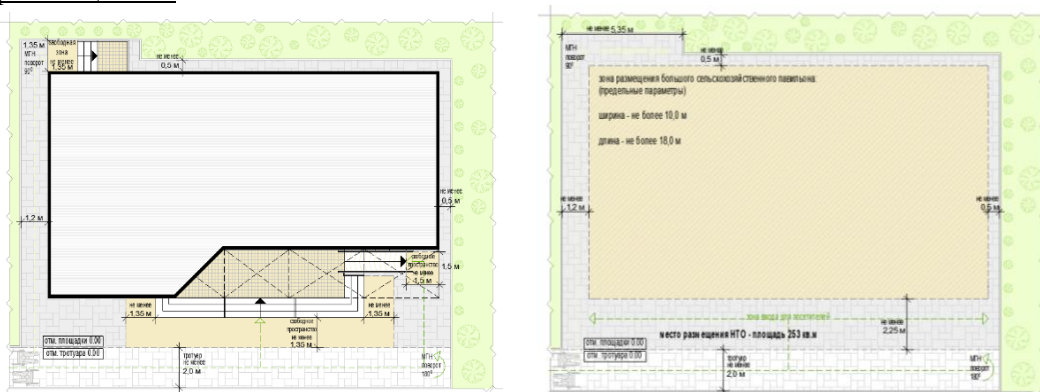 1,35 м
МГН
поворот
90°
свободная
зона
не менее
1,35 м
не менее
0,5 м
1,2 м
не менее
0,5 м
свободное
пространство
не менее
1,5 м
1,5 м
не менее
1,35 м
свободное
пространство
не менее
1,35 м
не менее
1,35 м
отм. площадки 0.00
отм. тротуара 0.00
тротуар
не менее
2,0 м
МГН
поворот
180°
не менее 5,35 м
МГН
поворот
90°
не менее
0,5 м
зона размещения большого сельскохозяйственного павильона:
(предельные параметры)
ширина - не более 10,0 м
длина - не более 18,0 м
не менее
1,2 м
не менее
0,5 м
зона входа для посетителей
не менее
2,25 м
место размещения НТО - площадь 253 кв.м
отм. площадки 0.00
отм. тротуара 0.00
тротуар
не менее
2,0 м
МГН
поворот
180°